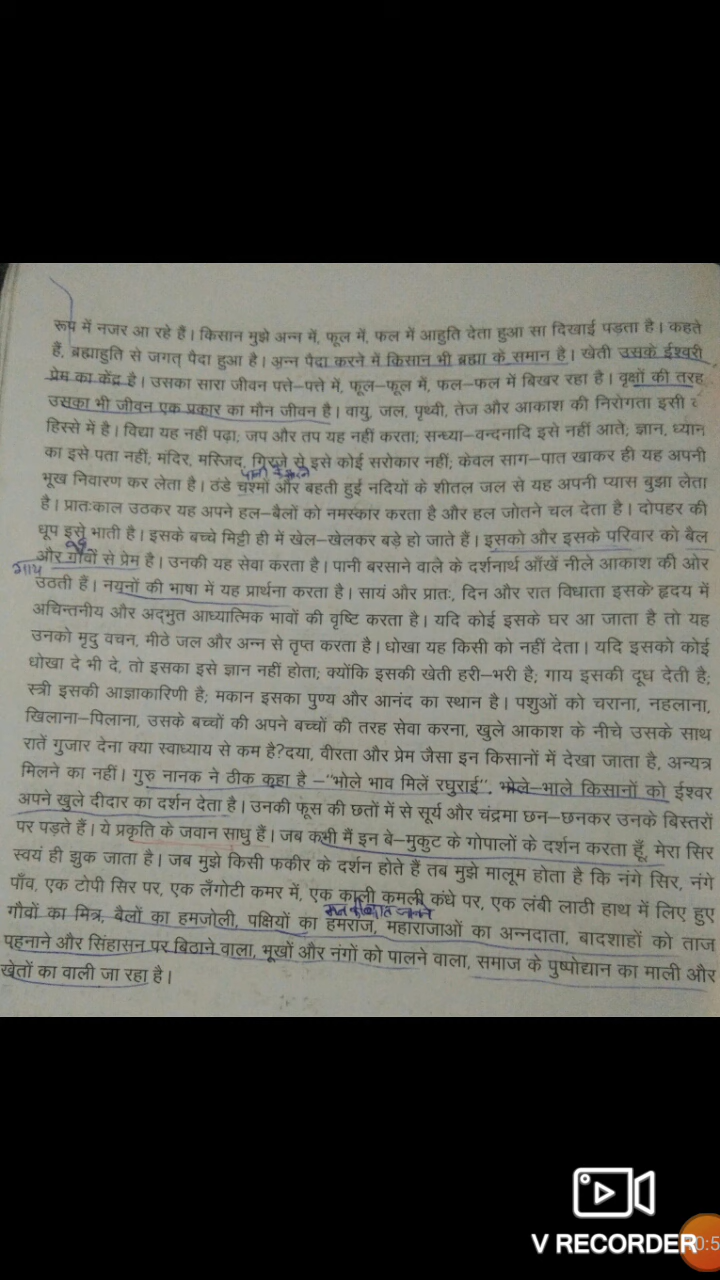 रूप में नजर आ रहे हैं। किसान मुझे अन्न में, फूल में, फल में आहुति देता हुआ सा दिखाई पड़ता है। कहते
हैं, ब्रह्माहुति से जगत् पैदा हुआ है। अन्न पैदा करने में किसान भी ब्रह्मा के समान है। खेती उसके ईश्वरी
प्रेम का केंद्र है। उसका सारा जीवन पत्ते-पत्ते में, फूल-फूल में, फल-फल में बिखर रहा है। वृक्षों की तरह
उसका भी जीवन एक प्रकार का मौन जीवन है। वायु, जल, पृथ्वी, तेज और आकाश की निरोगता इसी
हिस्से में है। विद्या यह नहीं पढ़ा; जप और तप यह नहीं करता; सन्ध्या-वन्दनादि इसे नहीं आते; ज्ञान, ध्यान
का इसे पता नहीं; मंदिर, मस्जिद, गिरजे से इसे कोई सरोकार नहीं; केवल साग-पात खाकर ही यह अपनी
भूख निवारण कर लेता है। ठंडे चश्मों और बहती हुई नदियों के शीतल जल से यह अपनी प्यास बुझा लेता
है। प्रातःकाल उठकर यह अपने हल-बैलों को नमस्कार करता है और हल जोतने चल देता है। दोपहर की
धूप इसे भाती है। इसके बच्चे मिट्टी ही में खेल-खेलकर बड़े हो जाते हैं। इसको और इसके परिवार को बैल
और गाँवों से प्रेम है। उनकी यह सेवा करता है। पानी बरसाने वाले के दर्शनार्थ आँखें नीले आकाश की ओर
गाय
उठती हैं। नयनों की भाषा में यह प्रार्थना करता है। सायं और प्रातः, दिन और रात विधाता इसके हृदय में
अचिन्तनीय और अद्भुत आध्यात्मिक भावों की वृष्टि करता है। यदि कोई इसके घर आ जाता है तो यह
उनको मृदु वचन, मीठे जल और अन्न से तृप्त करता है। धोखा यह किसी को नहीं देता। यदि इसको कोई
धोखा दे भी दे, तो इसका इसे ज्ञान नहीं होता; क्योंकि इसकी खेती हरी-भरी है; गाय इसकी दूध देती है;
स्त्री इसकी आज्ञाकारिणी है; मकान इसका पुण्य और आनंद का स्थान है। पशुओं को चराना, नहलाना,
खिलाना-पिलाना, उसके बच्चों की अपने बच्चों की तरह सेवा करना, खुले आकाश के नीचे उसके साथ
रातें गुजार देना क्या स्वाध्याय से कम है?दया, वीरता और प्रेम जैसा इन किसानों में देखा जाता है, अन्यत्र
मिलने का नहीं। गुरु नानक ने ठीक कहा है –"भोले भाव मिलें रघुराई". भोले-भाले किसानों को ईश्वर
अपने खुले दीदार का दर्शन देता है। उनकी फूस की छतों में से सूर्य और चंद्रमा छन-छनकर उनके बिस्तरों
पर पड़ते हैं। ये प्रकृति के जवान साधु हैं। जब कभी मैं इन बे-मुकुट के गोपालों के दर्शन करता हूँ, मेरा सिर
स्वयं ही झुक जाता है। जब मुझे किसी फकीर के दर्शन होते हैं तब मुझे मालूम होता है कि नंगे सिर, नंगे
पाँव, एक टोपी सिर पर, एक लँगोटी कमर में, एक काली कमली कंधे पर, एक लंबी लाठी हाथ में लिए हुए
गौवों का मित्र, बैलों का हमजोली, पक्षियों का हमराज, महाराजाओं का अन्नदाता, बादशाहों को ताज
पहनाने और सिंहासन पर बिठाने वाला, भूखों और नंगों को पालने वाला, समाज के पुष्पोद्यान का माली और
खेतों का वाली जा रहा है।
V RECORDER